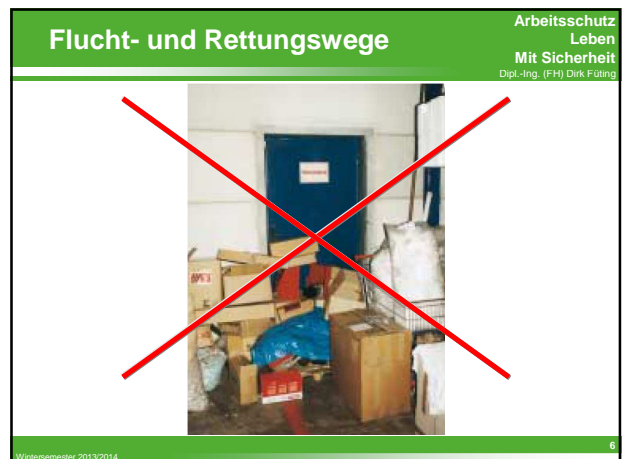 Flucht- und Rettungswege
Arbeitsschutz
Leben
Mit Sicherheit
Dipl.-Ing. (FH) Dirk Füting
6
Wintersemester 2013/2014